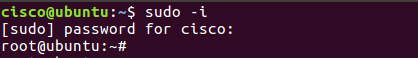 cisco@ubuntu:~$ sudo -i
[sudo] password for cisco:
root@ubuntu:~#